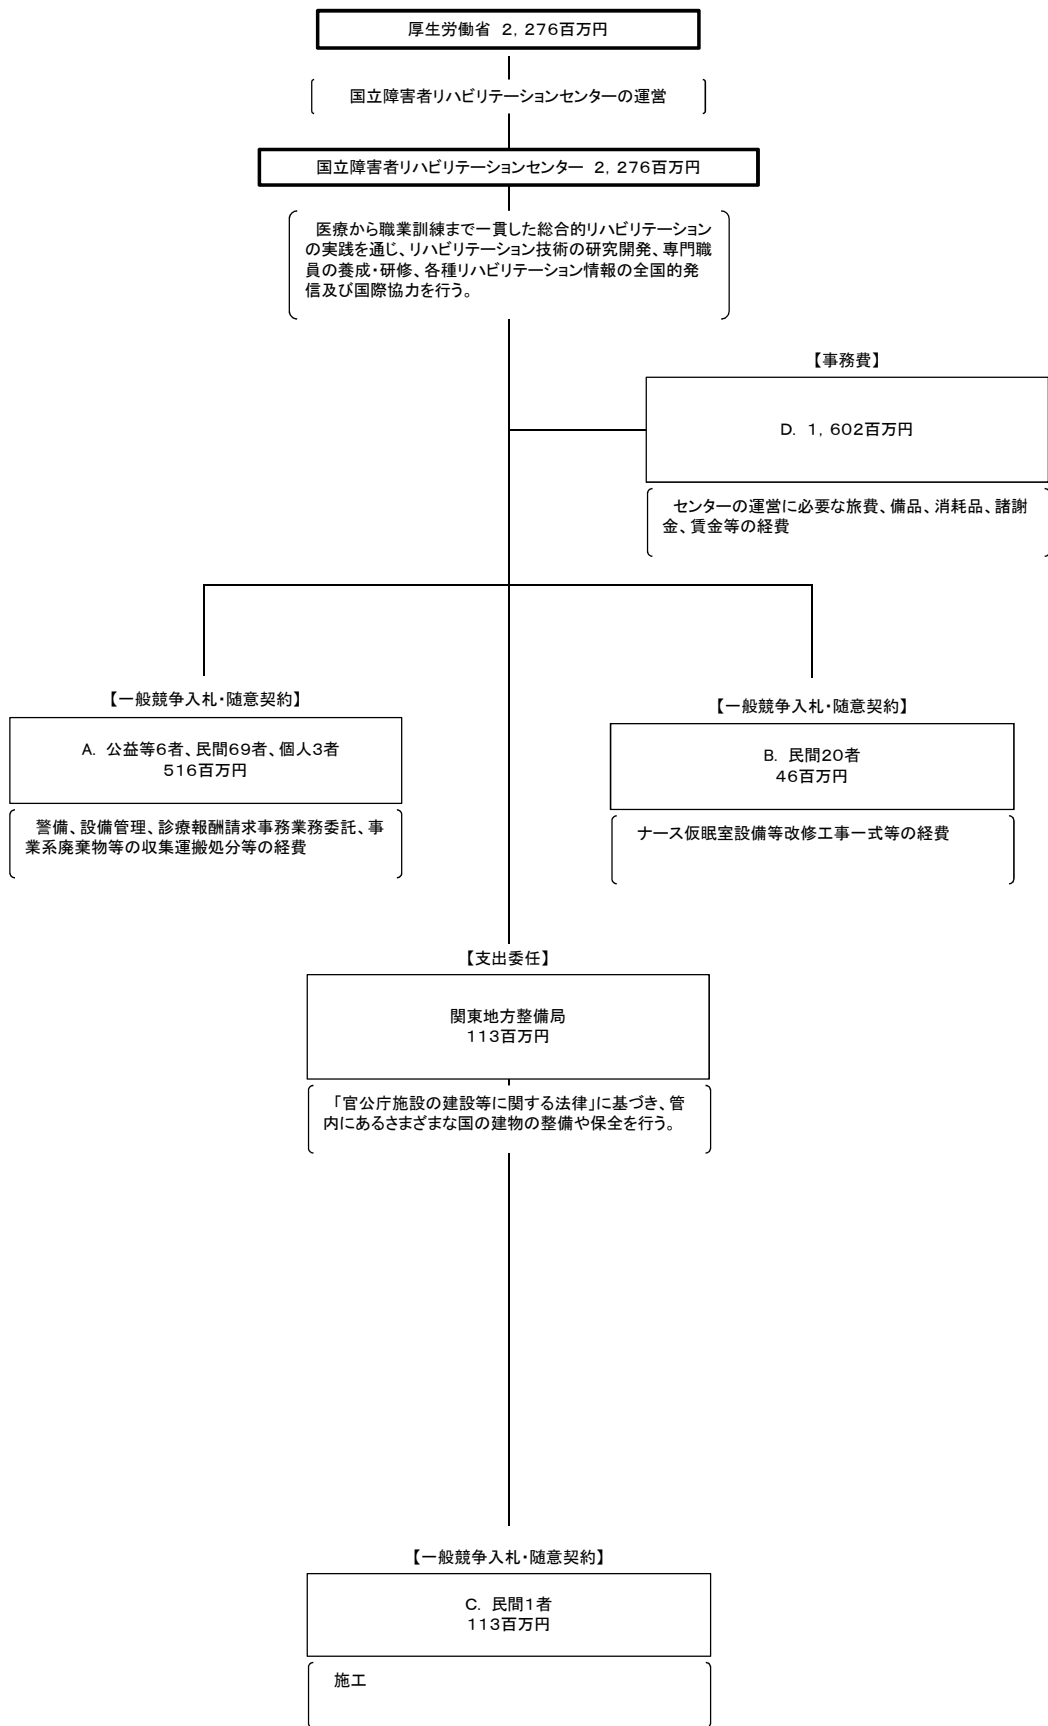 厚生労働省 2,276百万円
国立障害者リハビリテーションセンターの運営
国立障害者リハビリテーションセンター 2,276百万円
医療から職業訓練まで一貫した総合的リハビリテーション
の実践を通じ、リハビリテーション技術の研究開発、専門職
員の養成・研修、各種リハビリテーション情報の全国的発
信及び国際協力を行う。
【事務費】
D. 1,602百万円
センターの運営に必要な旅費、備品、消耗品、諸謝
金、賃金等の経費
【一般競争入札・随意契約】
A. 公益等6者、民間69者、個人3者
516百万円
警備、設備管理、診療報酬請求事務業務委託、事
業系廃棄物等の収集運搬処分等の経費
【一般競争入札・随意契約】
B. 民間20者
46百万円
ナース仮眠室設備等改修工事一式等の経費
【支出委任】
関東地方整備局
113百万円
「官公庁施設の建設等に関する法律」に基づき、管
内にあるさまざまな国の建物の整備や保全を行う。
【一般競争入札・随意契約】
C. 民間1者
113百万円
施工